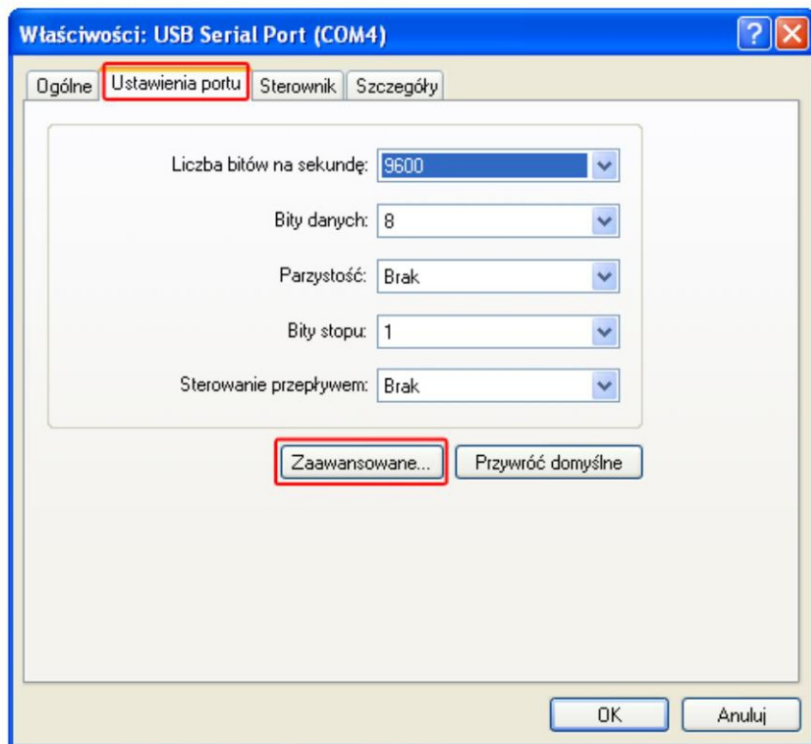 Właściwości: USB Serial Port (COM4)
Ogólne Ustawienia portu Sterownik Szczegóły
Liczba bitów na sekundę: 9600
Bity danych: 8
Parzystość: Brak
Bity stopu: 1
Sterowanie przepływem: Brak
Zaawansowane... Przywróć domyślne
OK Anuluj